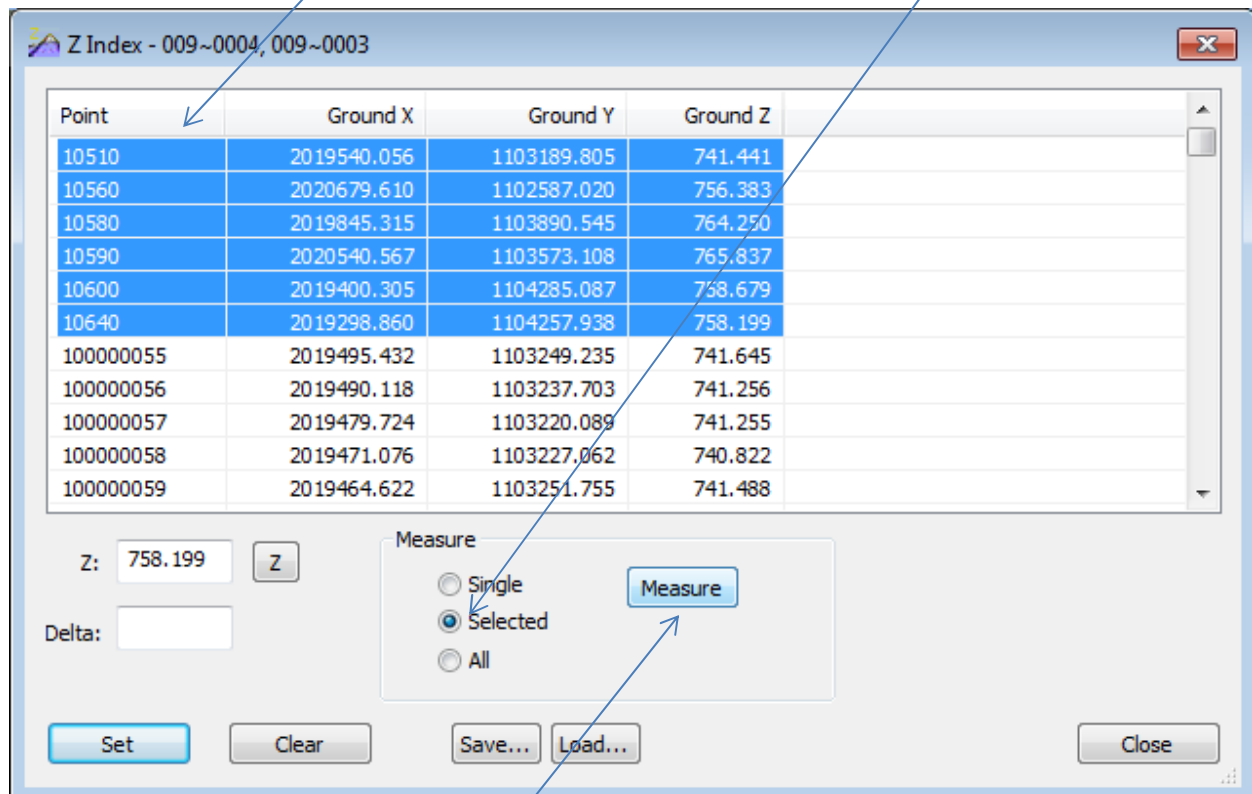 Z Index - 009~0004, 009~0003
Point Ground X Ground Y Ground Z
10510 2019540.056 1103189.805 741.441
10560 2020679.610 1102587.020 756.383
10580 2019845.315 1103890.545 764.250
10590 2020540.567 1103573.108 765.837
10600 2019400.305 1104285.087 758.679
10640 2019298.860 1104257.938 758.199
100000055 2019495.432 1103249.235 741.645
100000056 2019490.118 1103237.703 741.256
100000057 2019479.724 1103220.089 741.255
100000058 2019471.076 1103227.062 740.822
100000059 2019464.622 1103251.755 741.488
Z: 758.199 Z
Delta:
Measure
Single
Selected
All
Measure
Set Clear Save... Load... Close